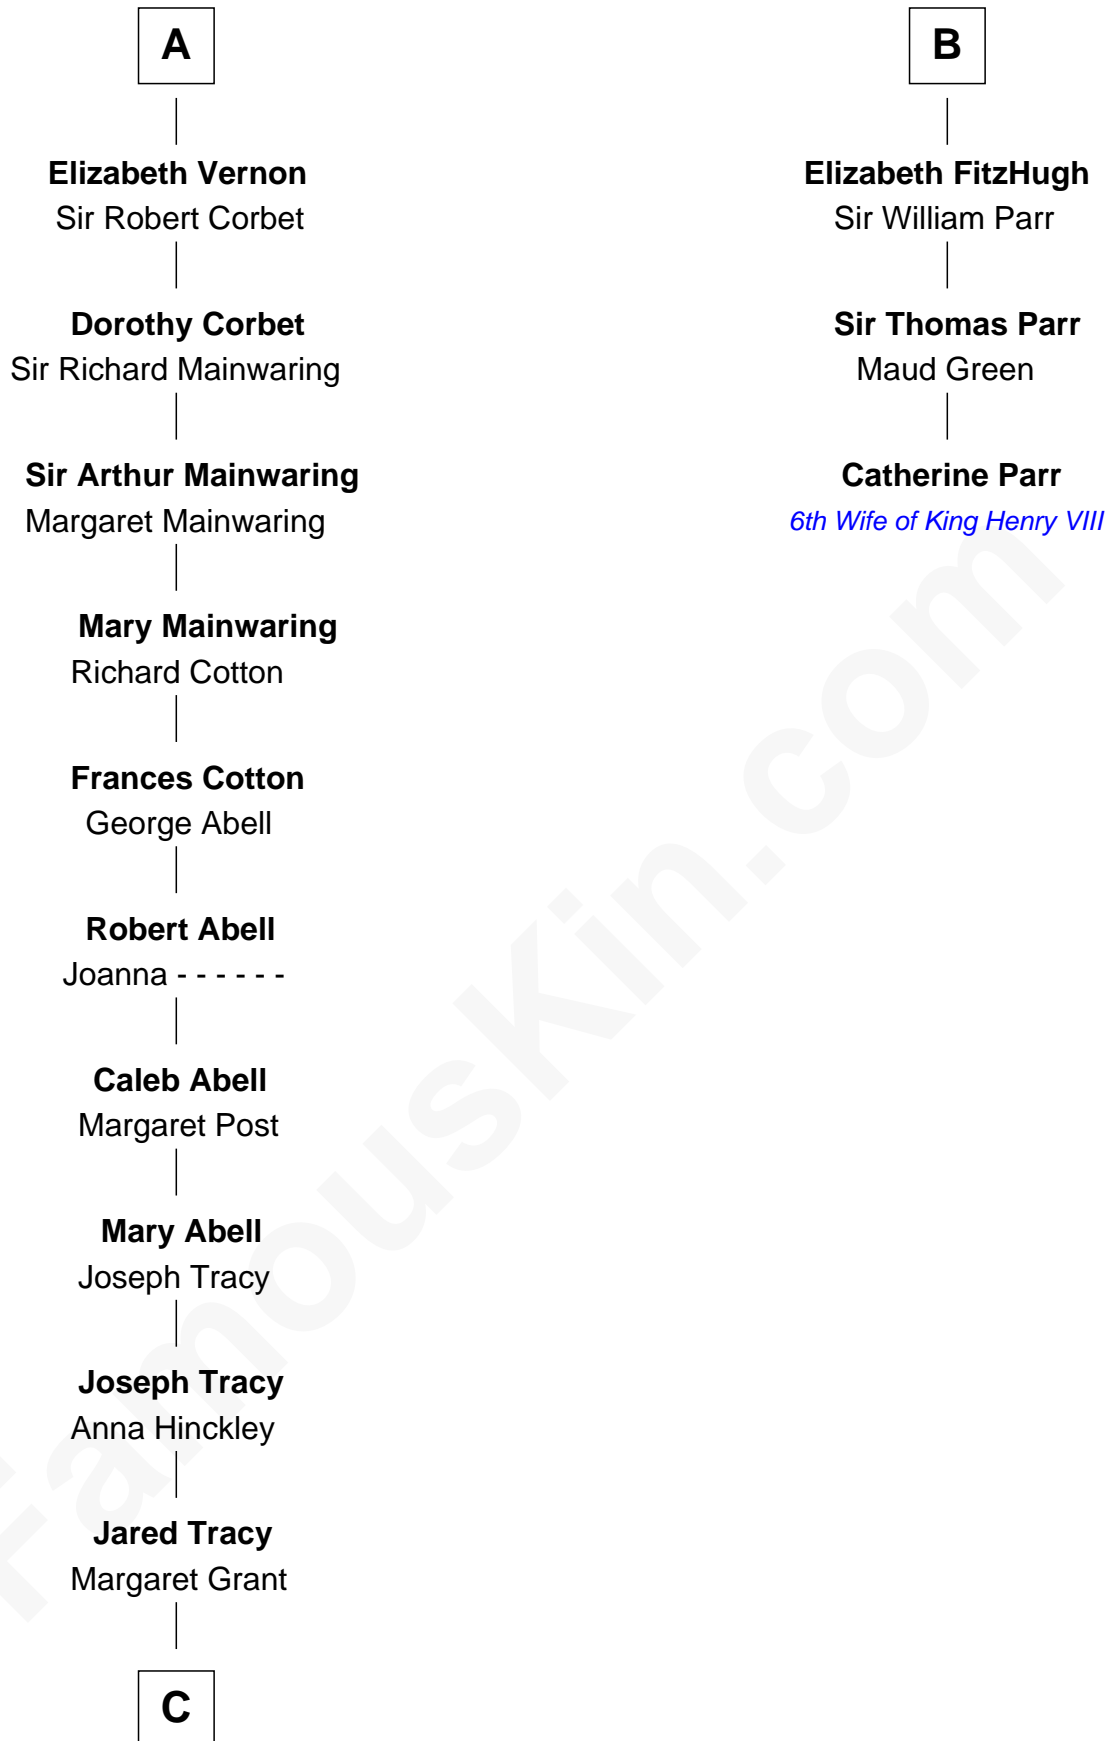 A
Elizabeth Vernon
Sir Robert Corbet
Dorothy Corbet
Sir Richard Mainwaring
Sir Arthur Mainwaring
Margaret Mainwaring
Mary Mainwaring
Richard Cotton
Frances Cotton
George Abell
Robert Abell
Joanna - - - - - -
Caleb Abell
Margaret Post
Mary Abell
Joseph Tracy
Joseph Tracy
Anna Hinckley
Jared Tracy
Margaret Grant
C
B
Elizabeth FitzHugh
Sir William Parr
Sir Thomas Parr
Maud Green
Catherine Parr
6th Wife of King Henry VIII
FamousKin.com